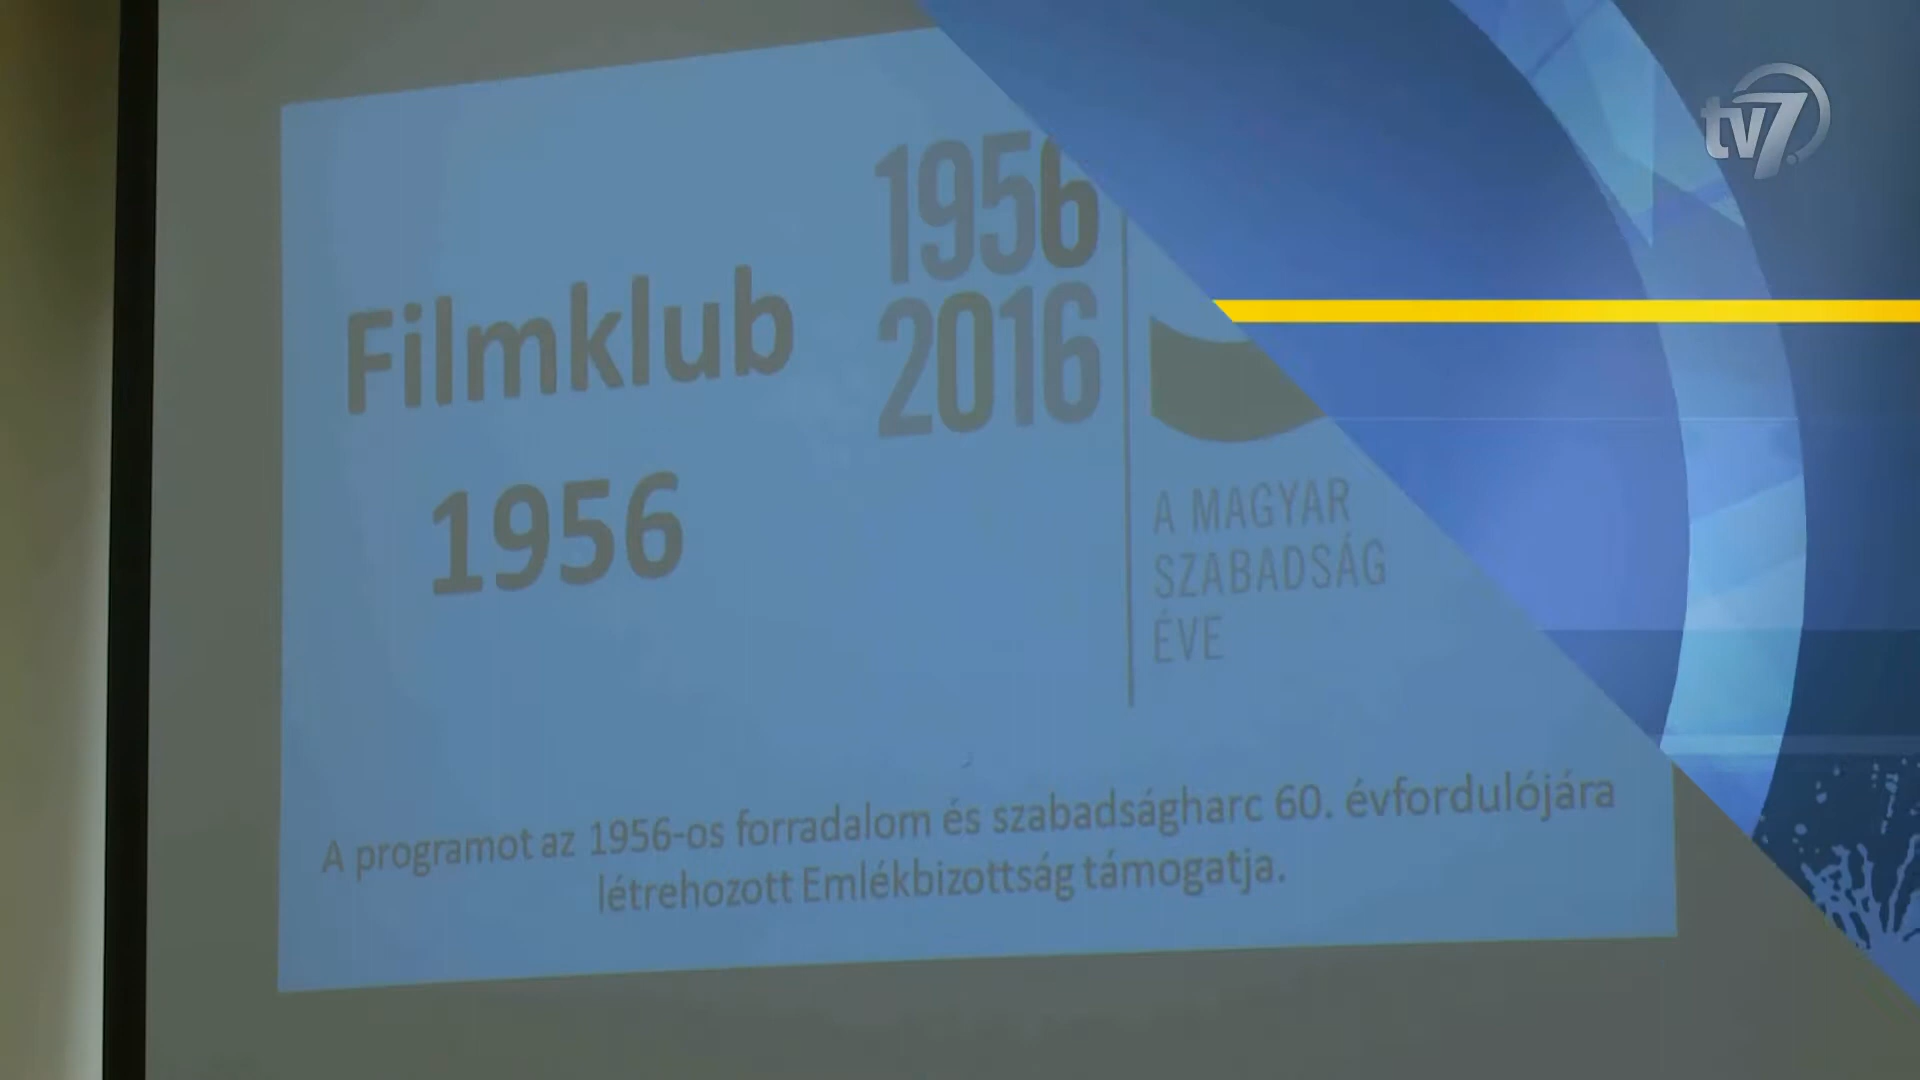 tv7
1956
2016
Filmklub
1956
A MAGYAR
SZABADSÁG
ÉVE
A programot az 1956-os forradalom és szabadságharc 60. évfordulójára
létrehozott Emlékbizottság támogatja.